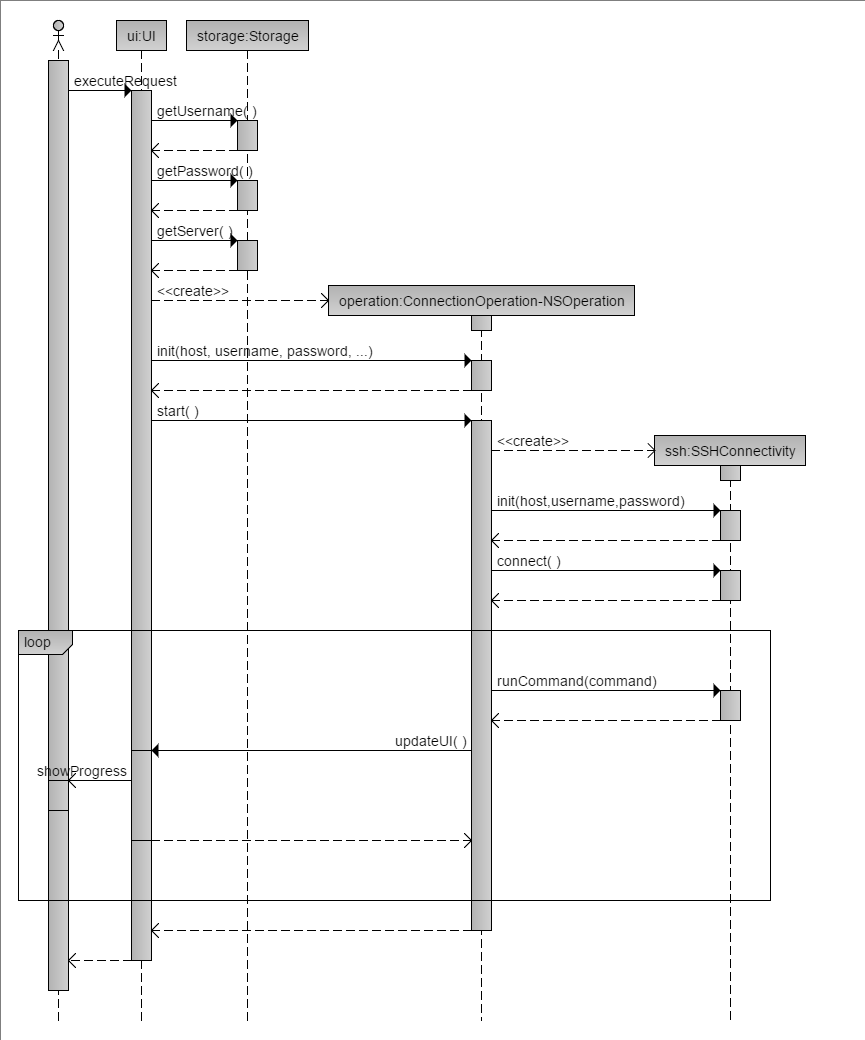 ui:UI
storage:Storage
executeRequest
getUsername( )
getPassword( )
getServer( )
<<create>>
operation:ConnectionOperation-NSOperation
init(host, username, password, ...)
start( )
<<create>>
ssh:SSHConnectivity
init(host,username,password)
connect( )
loop
runCommand(command)
updateUI( )
showProgress